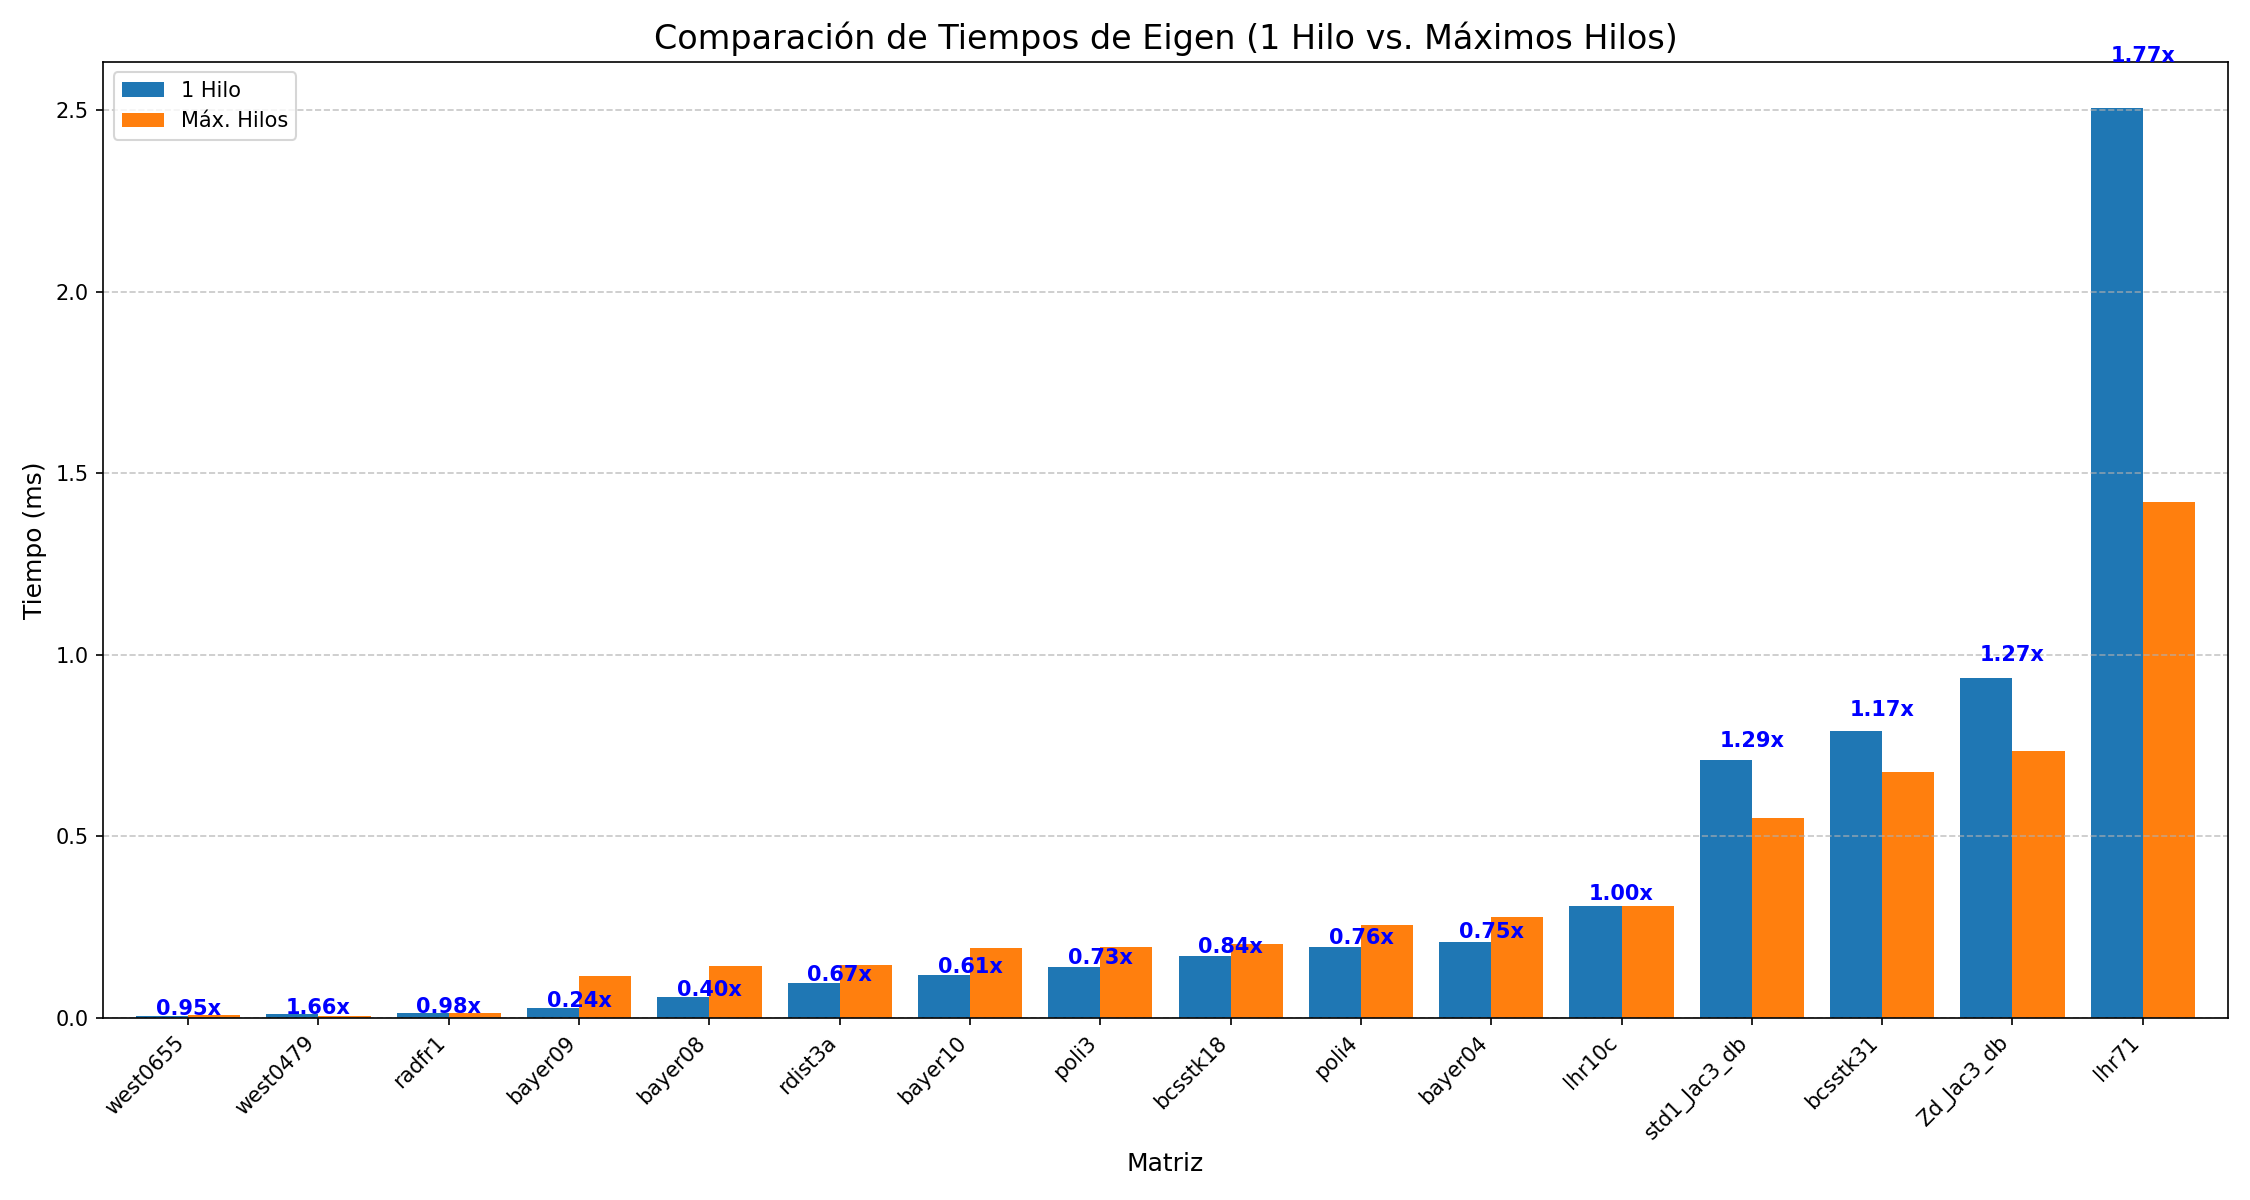 Comparación de Tiempos de Eigen (1 Hilo vs. Máximos Hilos)
1.77x
1 Hilo
Máx. Hilos
2.5
2.0
1.5
1.0
0.5
0.0
Tiempo (ms)
0.95x
1.66x
0.98x
0.24x
0.40x
0.67x
0.61x
0.73x
0.84x
0.76x
0.75x
1.00x
1.29x
1.17x
1.27x
west0655
west0479
radfr1
bayer09
bayer08
rdist3a
bayer10
poli3
bcsstk18
poli4
bayer04
lhr10c
std1_Jac3_db
bcsstk31
Zd_Jac3_db
lhr71
Matriz